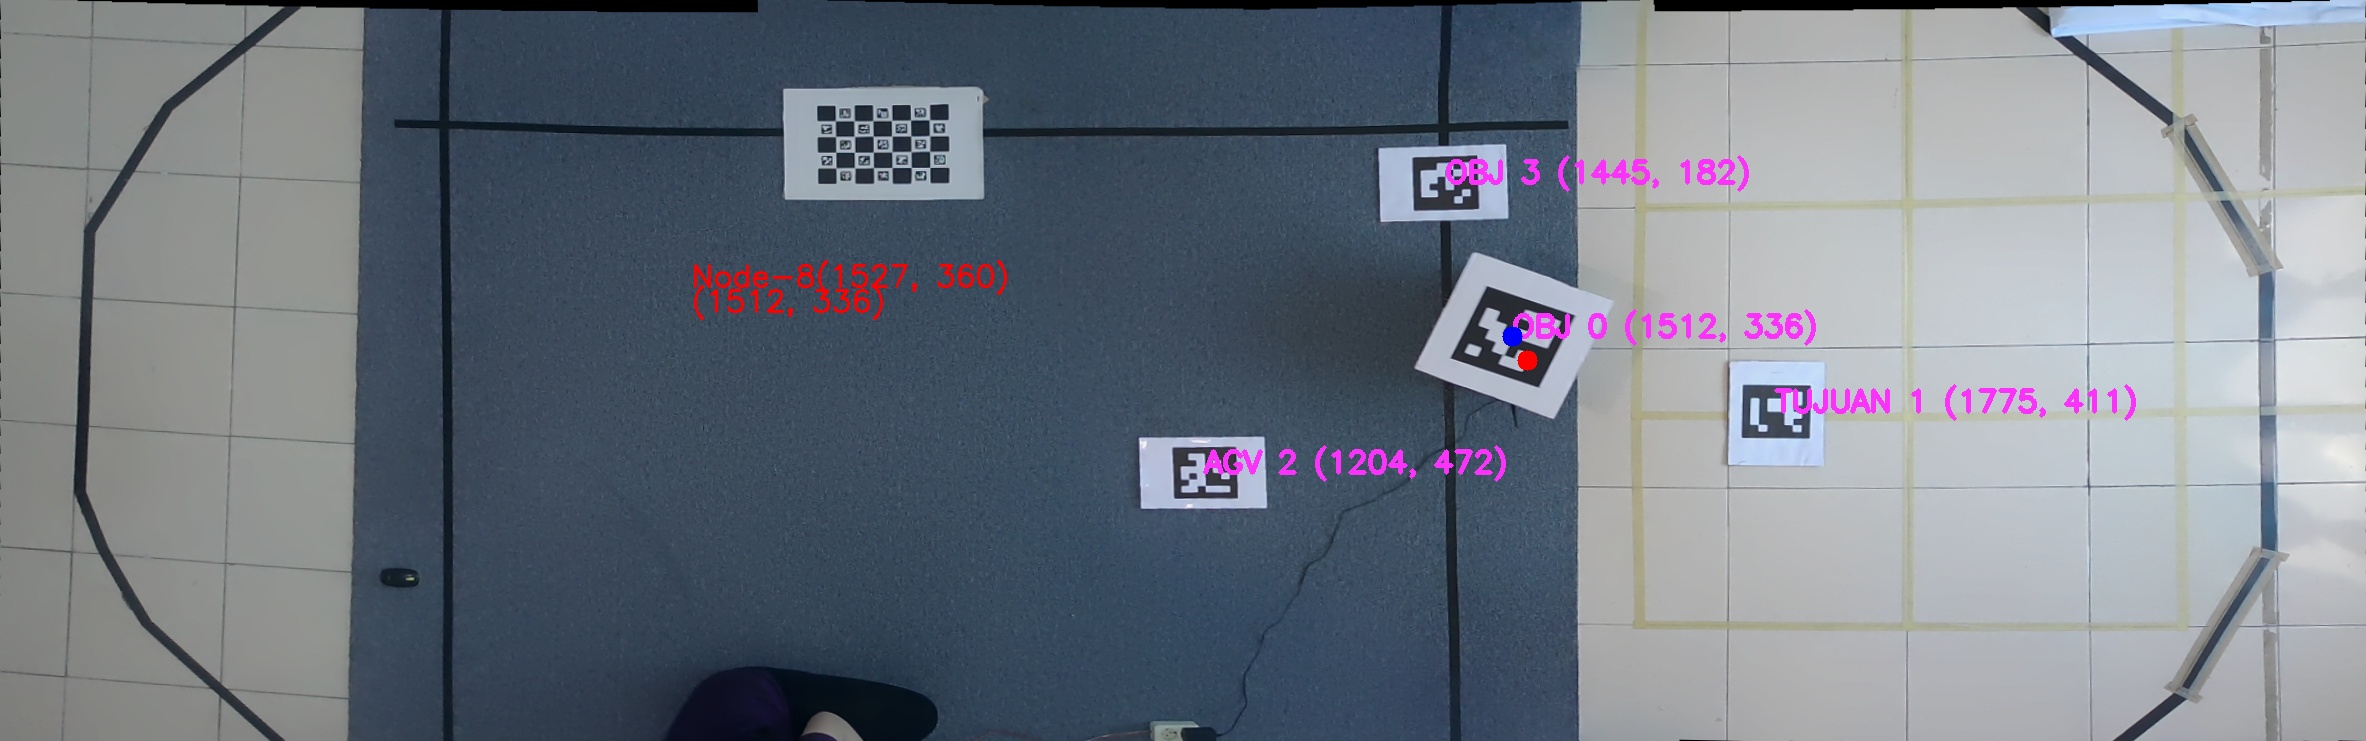 OBJ 3 (1445, 182)
Node-8(1527, 360)
(1512, 336)
OBJ 0 (1512, 336)
TUJUAN 1 (1775, 411)
AGV 2 (1204, 472)